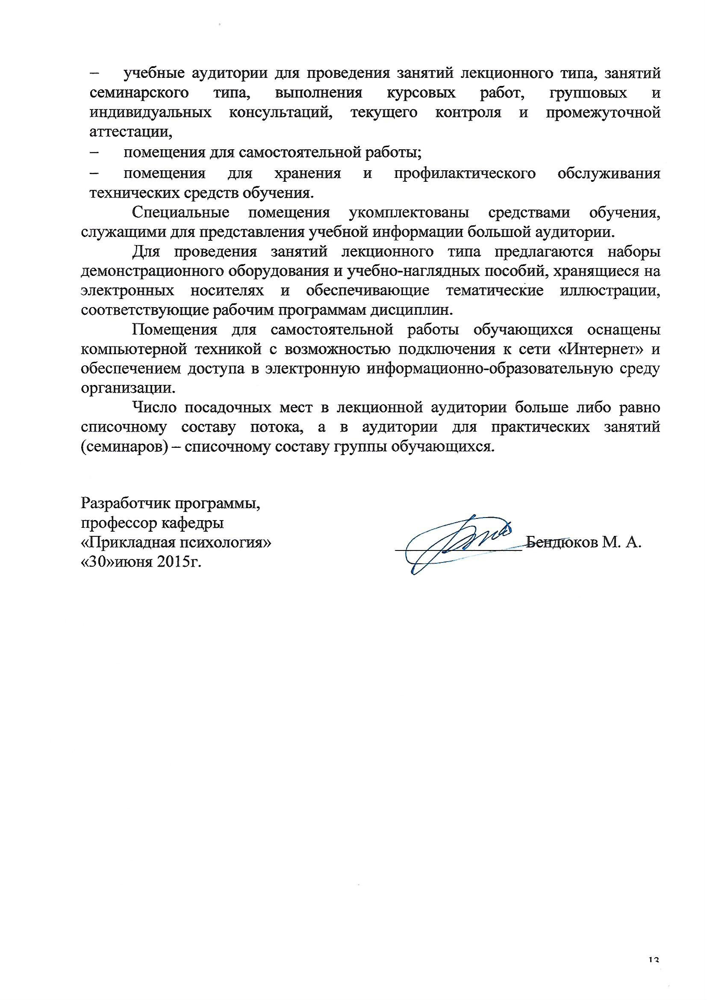 – учебные аудитории для проведения занятий лекционного типа, занятий
семинарского типа, выполнения курсовых работ, групповых и
индивидуальных консультаций, текущего контроля и промежуточной
аттестации,
– помещения для самостоятельной работы;
– помещения для хранения и профилактического обслуживания
технических средств обучения.
Специальные помещения укомплектованы средствами обучения,
служащими для представления учебной информации большой аудитории.
Для проведения занятий лекционного типа предлагаются наборы
демонстрационного оборудования и учебно-наглядных пособий, хранящиеся на
электронных носителях и обеспечивающие тематические иллюстрации,
соответствующие рабочим программам дисциплин.
Помещения для самостоятельной работы обучающихся оснащены
компьютерной техникой с возможностью подключения к сети «Интернет» и
обеспечением доступа в электронную информационно-образовательную среду
организации.
Число посадочных мест в лекционной аудитории больше либо равно
списочному составу потока, а в аудитории для практических занятий
(семинаров) – списочному составу группы обучающихся.
Разработчик программы,
профессор кафедры
«Прикладная психология» Бендюков М. А.
«30»июня 2015г.
13